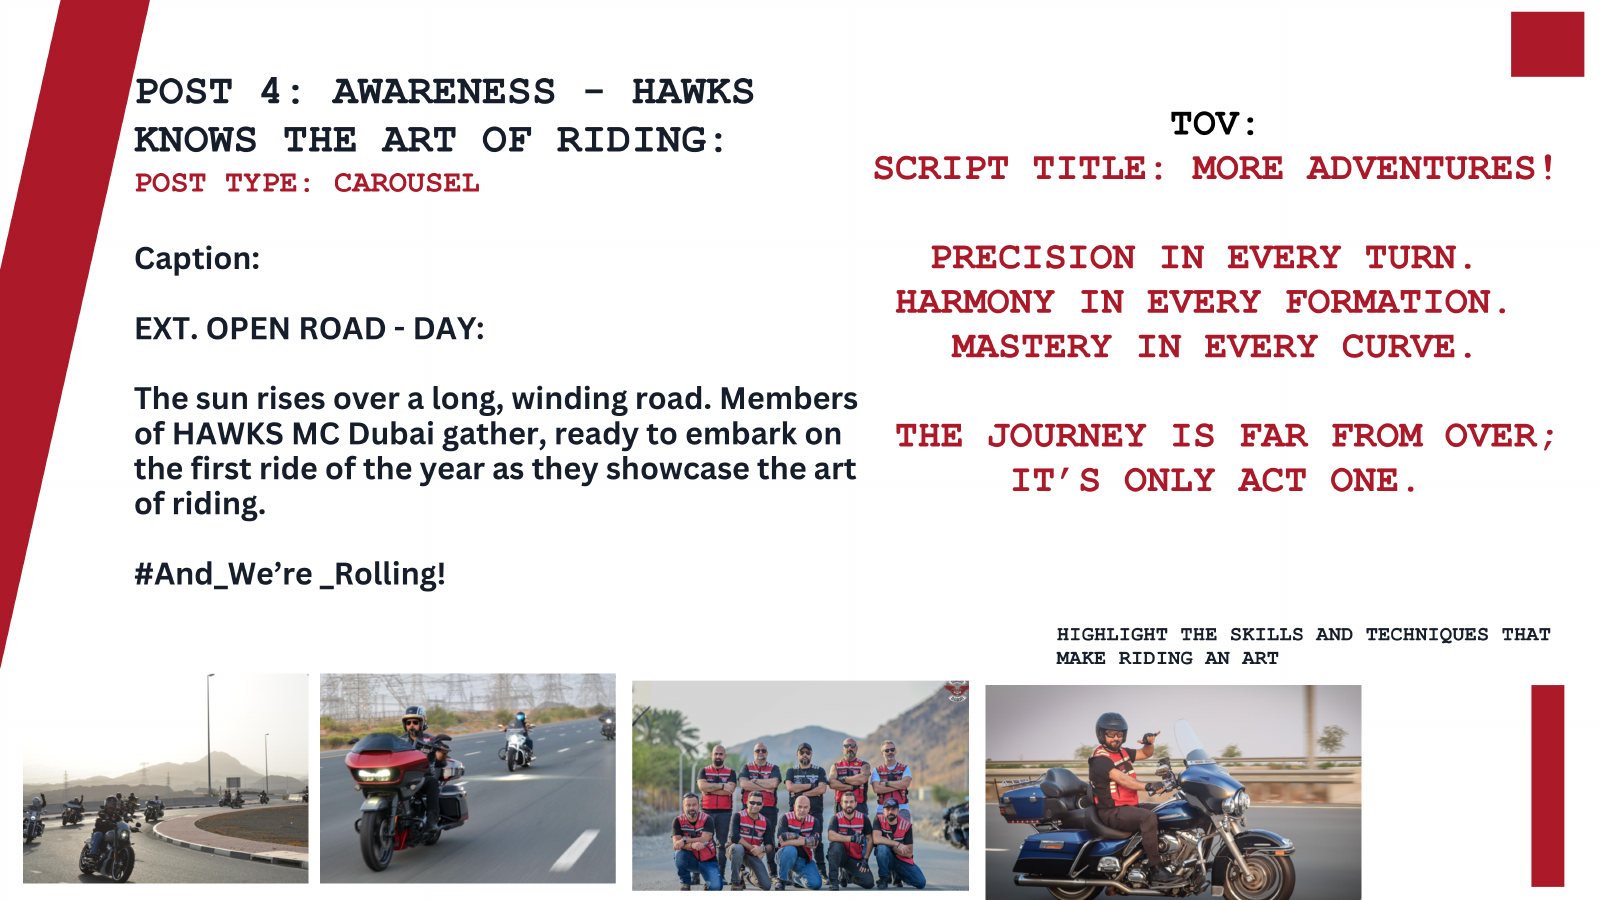 POST 4: AWARENESS – HAWKS
KNOWS THE ART OF RIDING:
POST TYPE: CAROUSEL
Caption:
EXT. OPEN ROAD - DAY:
The sun rises over a long, winding road. Members
of HAWKS MC Dubai gather, ready to embark on
the first ride of the year as they showcase the art
of riding.
#And_We’re _Rolling!
TOV:
SCRIPT TITLE: MORE ADVENTURES!
PRECISION IN EVERY TURN.
HARMONY IN EVERY FORMATION.
MASTERY IN EVERY CURVE.
THE JOURNEY IS FAR FROM OVER;
IT’S ONLY ACT ONE.
HIGHLIGHT THE SKILLS AND TECHNIQUES THAT
MAKE RIDING AN ART